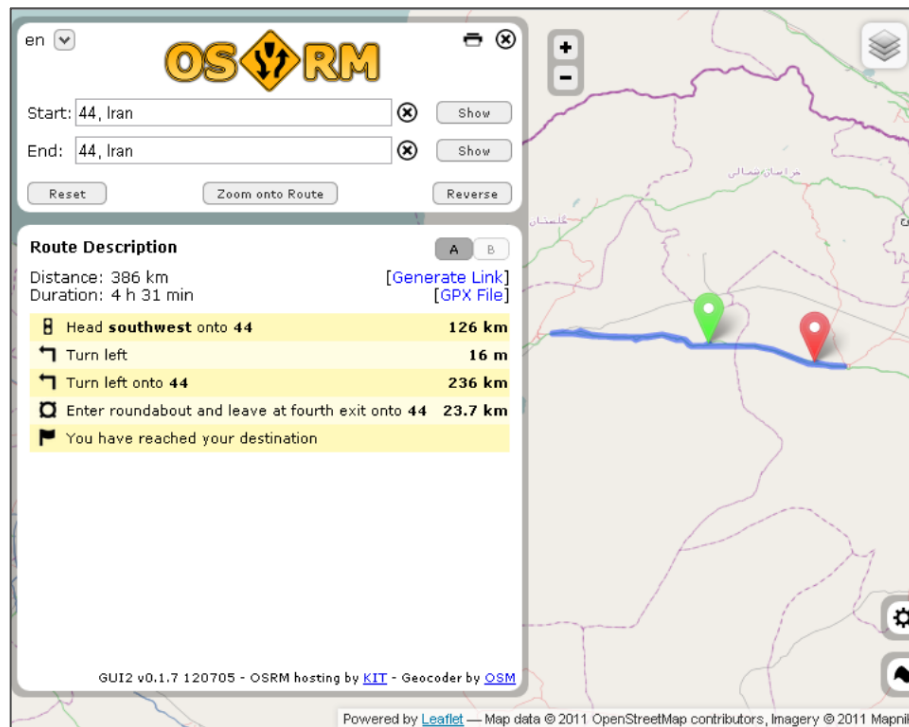 en
OSRM
Start: 44, Iran Show
End: 44, Iran Show
Reset Zoom onto Route Reverse
Route Description A B
Distance: 386 km [Generate Link]
Duration: 4 h 31 min [GPX File]
Head southwest onto 44 126 km
Turn left 16 m
Turn left onto 44 236 km
Enter roundabout and leave at fourth exit onto 44 23.7 km
You have reached your destination
GUI2 v0.1.7 120705 - OSRM hosting by KIT - Geocoder by OSM
+
−
خراسان شمالی
گلستان
Powered by Leaflet — Map data © 2011 OpenStreetMap contributors, Imagery © 2011 Mapni